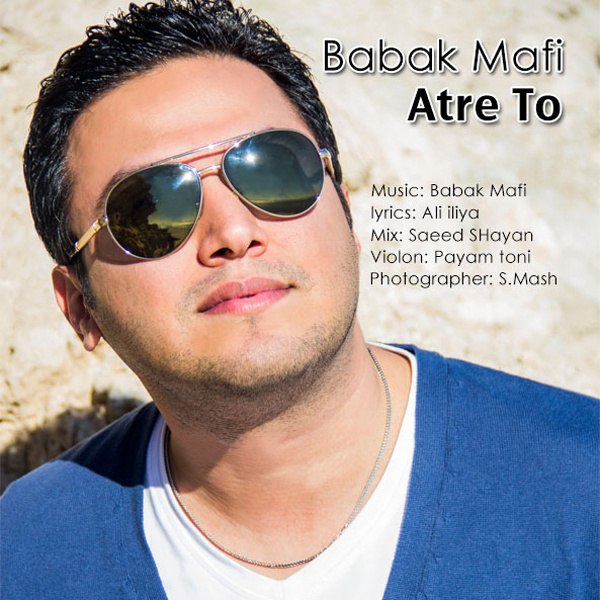 Babak Mafi
Atre To
Music: Babak Mafi
lyrics: Ali iliya
Mix: Saeed SHayan
Violon: Payam toni
Photographer: S.Mash